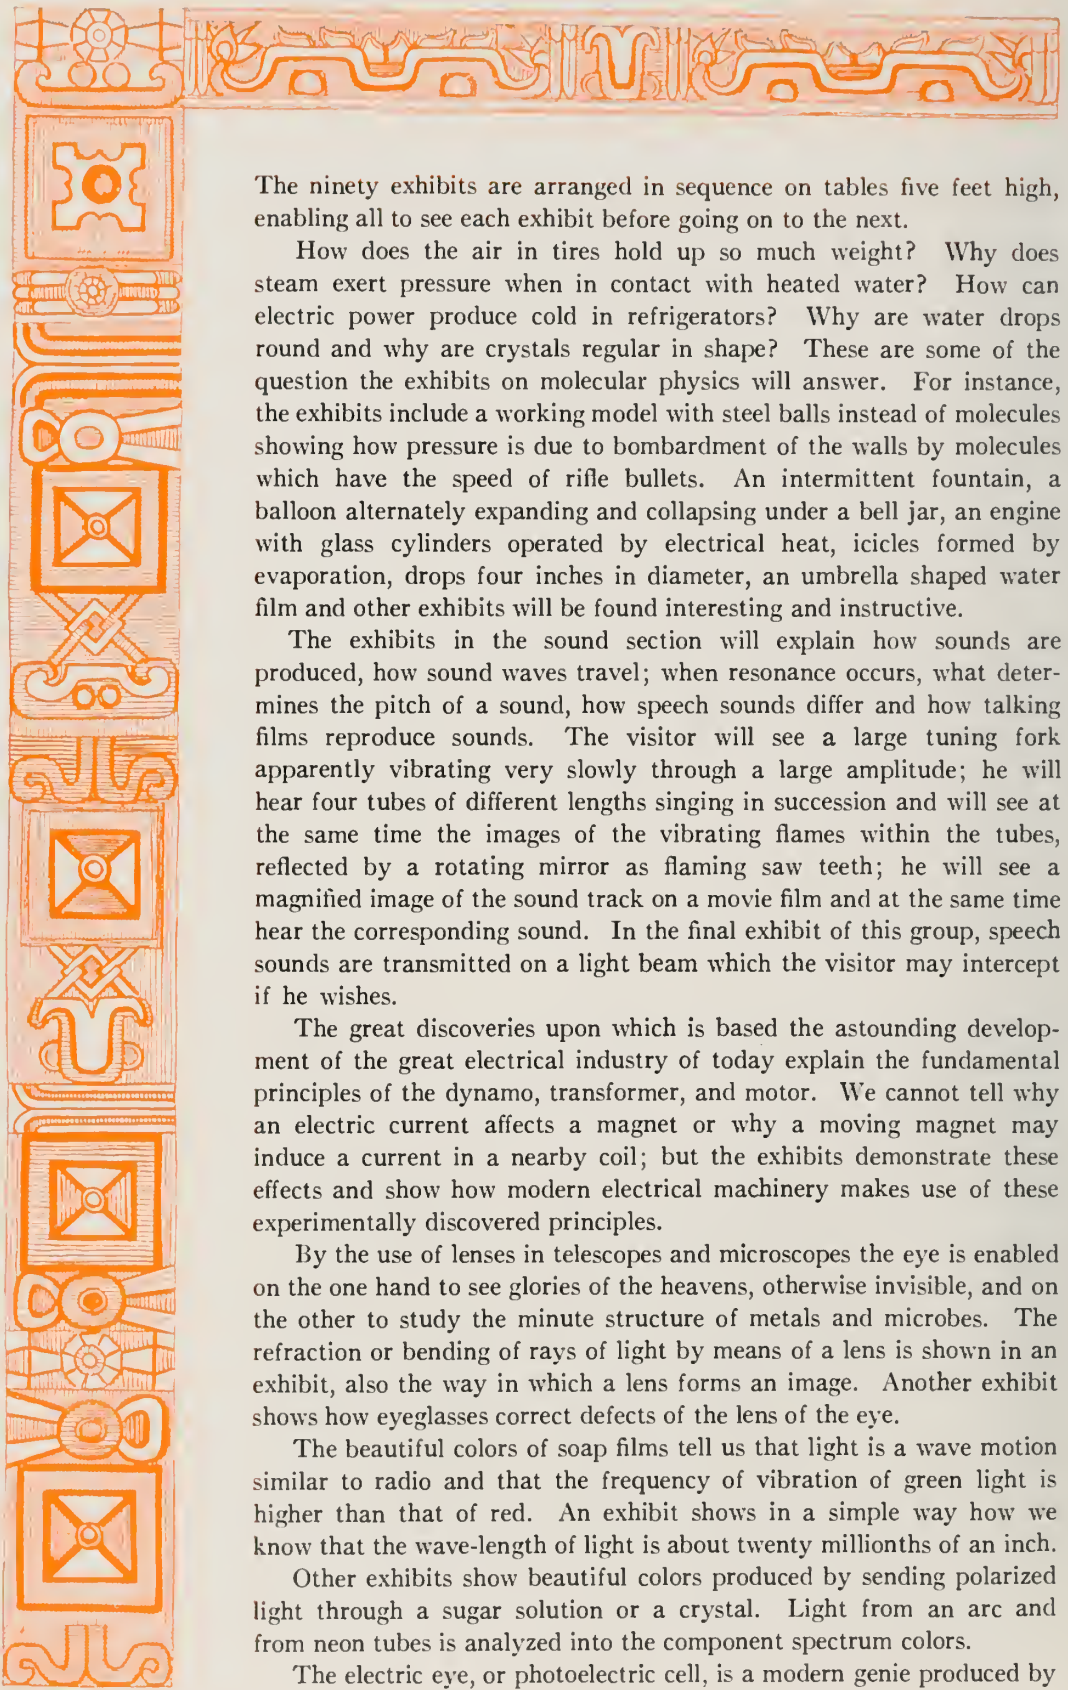 The ninety exhibits are arranged in sequence on tables five feet high,
enabling all to see each exhibit before going on to the next.
How does the air in tires hold up so much weight? Why does
steam exert pressure when in contact with heated water? How can
electric power produce cold in refrigerators? Why are water drops
round and why are crystals regular in shape? These are some of the
question the exhibits on molecular physics will answer. For instance,
the exhibits include a working model with steel balls instead of molecules
showing how pressure is due to bombardment of the walls by molecules
which have the speed of rifle bullets. An intermittent fountain, a
balloon alternately expanding and collapsing under a bell jar, an engine
with glass cylinders operated by electrical heat, icicles formed by
evaporation, drops four inches in diameter, an umbrella shaped water
film and other exhibits will be found interesting and instructive.
The exhibits in the sound section will explain how sounds are
produced, how sound waves travel; when resonance occurs, what deter-
mines the pitch of a sound, how speech sounds differ and how talking
films reproduce sounds. The visitor will see a large tuning fork
apparently vibrating very slowly through a large amplitude; he will
hear four tubes of different lengths singing in succession and will see at
the same time the images of the vibrating flames within the tubes,
reflected by a rotating mirror as flaming saw teeth; he will see a
magnified image of the sound track on a movie film and at the same time
hear the corresponding sound. In the final exhibit of this group, speech
sounds are transmitted on a light beam which the visitor may intercept
if he wishes.
The great discoveries upon which is based the astounding develop-
ment of the great electrical industry of today explain the fundamental
principles of the dynamo, transformer, and motor. We cannot tell why
an electric current affects a magnet or why a moving magnet may
induce a current in a nearby coil; but the exhibits demonstrate these
effects and show how modern electrical machinery makes use of these
experimentally discovered principles.
By the use of lenses in telescopes and microscopes the eye is enabled
on the one hand to see glories of the heavens, otherwise invisible, and on
the other to study the minute structure of metals and microbes. The
refraction or bending of rays of light by means of a lens is shown in an
exhibit, also the way in which a lens forms an image. Another exhibit
shows how eyeglasses correct defects of the lens of the eye.
The beautiful colors of soap films tell us that light is a wave motion
similar to radio and that the frequency of vibration of green light is
higher than that of red. An exhibit shows in a simple way how we
know that the wave-length of light is about twenty millionths of an inch.
Other exhibits show beautiful colors produced by sending polarized
light through a sugar solution or a crystal. Light from an arc and
from neon tubes is analyzed into the component spectrum colors.
The electric eye, or photoelectric cell, is a modern genie produced by